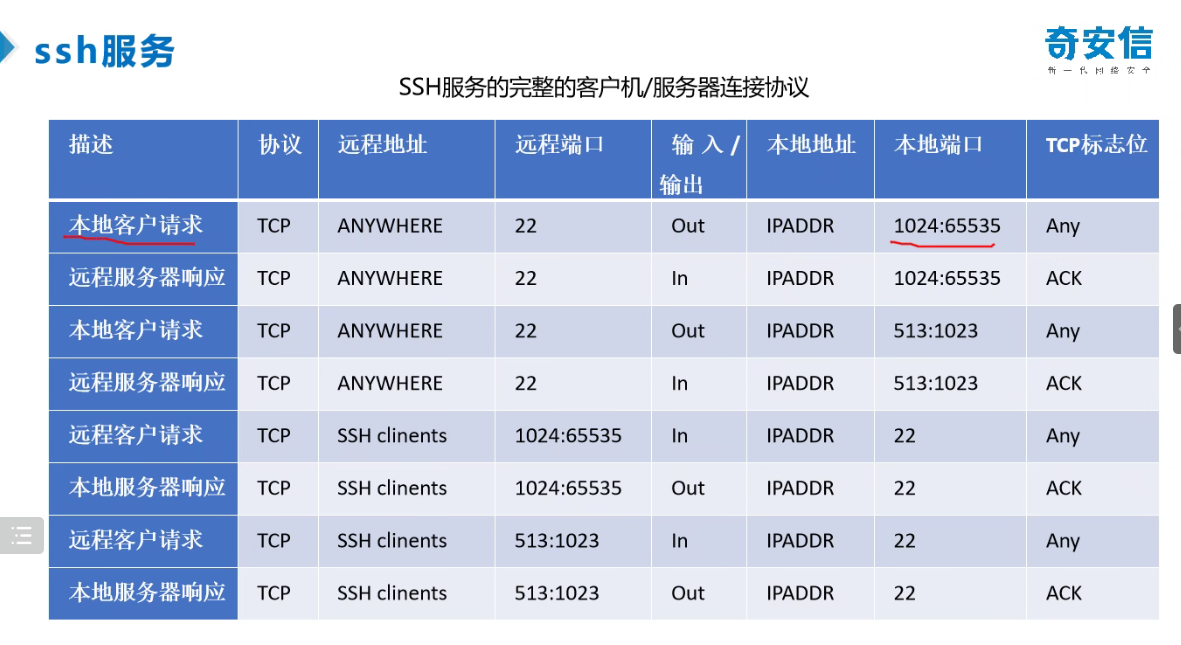 ssh服务
奇安信
新一代网络安全
SSH服务的完整的客户机/服务器连接协议
描述 协议 远程地址 远程端口 输入/输出 本地地址 本地端口 TCP标志位
本地客户请求 TCP ANYWHERE 22 Out IPADDR 1024:65535 Any
远程服务器响应 TCP ANYWHERE 22 In IPADDR 1024:65535 ACK
本地客户请求 TCP ANYWHERE 22 Out IPADDR 513:1023 Any
远程服务器响应 TCP ANYWHERE 22 In IPADDR 513:1023 ACK
远程客户请求 TCP SSH clinents 1024:65535 In IPADDR 22 Any
本地服务器响应 TCP SSH clinents 1024:65535 Out IPADDR 22 ACK
远程客户请求 TCP SSH clinents 513:1023 In IPADDR 22 Any
本地服务器响应 TCP SSH clinents 513:1023 Out IPADDR 22 ACK